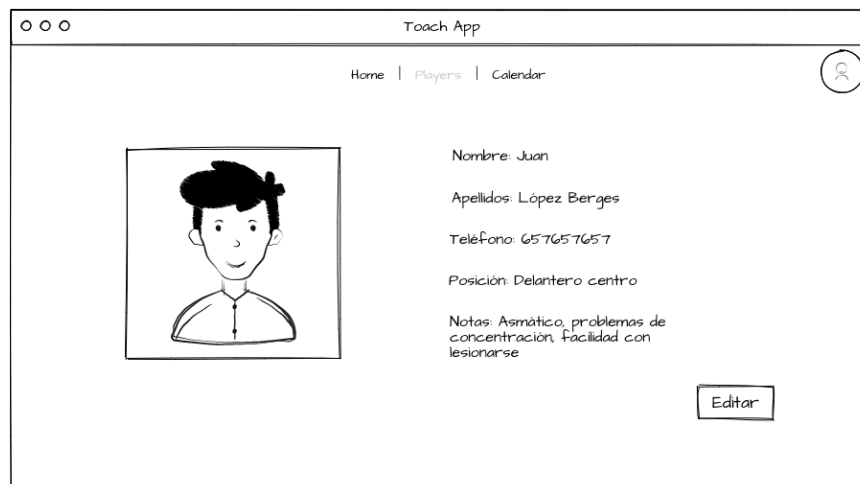 Toach App
Home | Players | Calendar
Nombre: Juan
Apellidos: López Berges
Teléfono: 657657657
Posición: Delantero centro
Notas: Asmático, problemas de
concentración, facilidad con
lesionarse
Editar